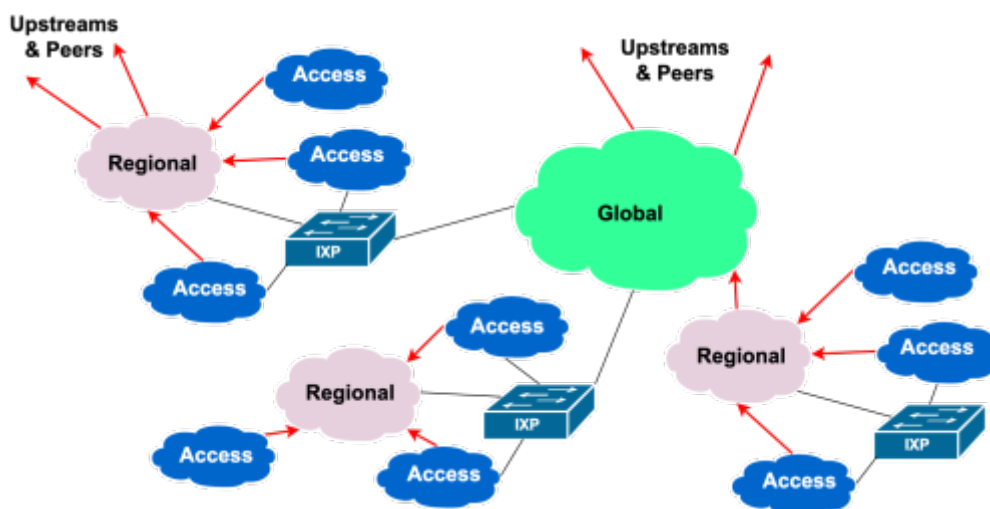 Upstreams
& Peers
Access
Access
Regional
IXP
Access
Upstreams
& Peers
Global
Access
Regional
Access
Access
IXP
Access
Access
Regional
Access
IXP
Access